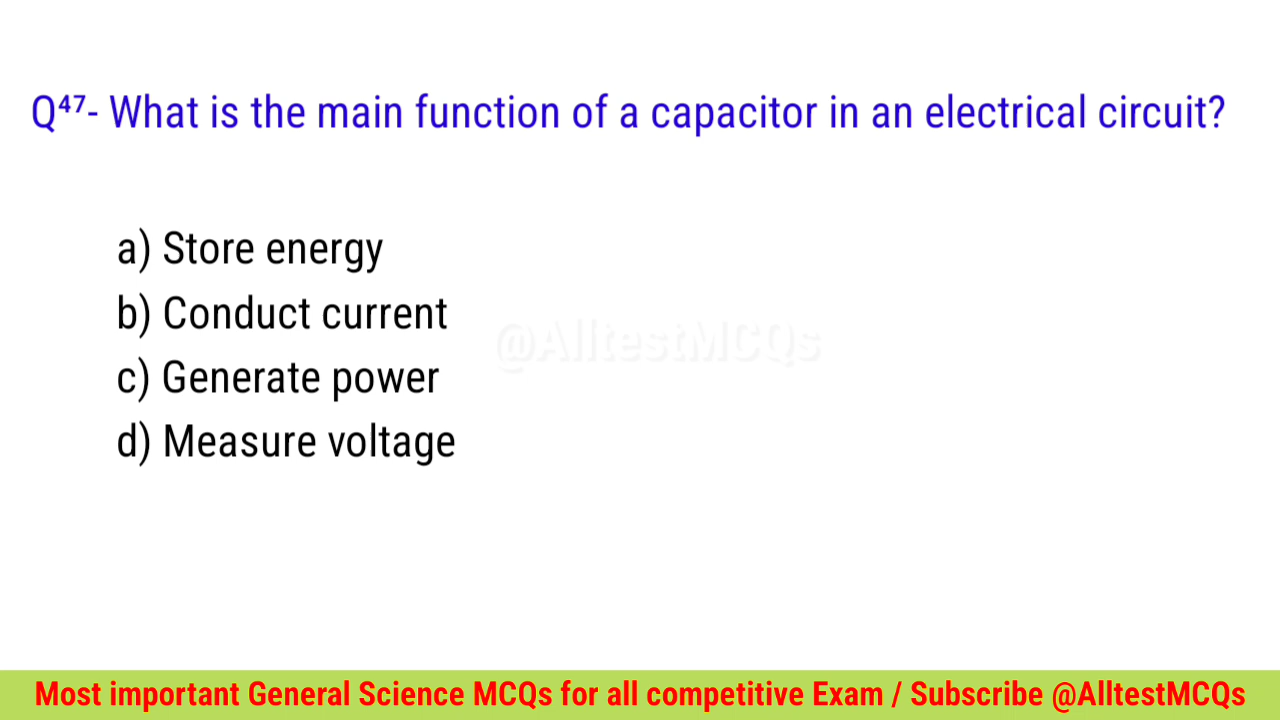 Q⁴⁷- What is the main function of a capacitor in an electrical circuit?
a) Store energy
b) Conduct current
@AlltestMCQs
c) Generate power
d) Measure voltage
Most important General Science MCQs for all competitive Exam / Subscribe @AlltestMCQs